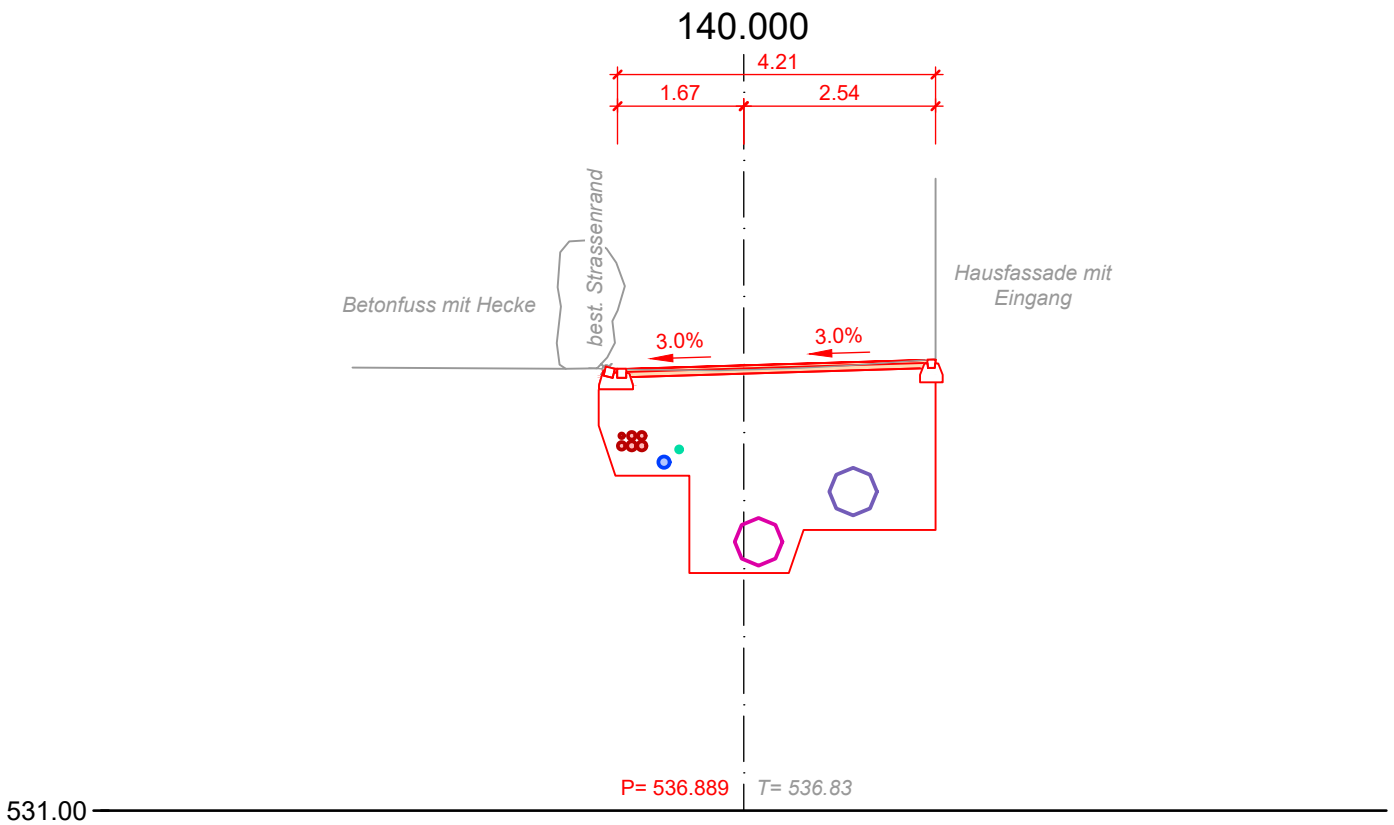 140.000
4.21
1.67
2.54
best. Strassenrand
Hausfassade mit
Eingang
Betonfuss mit Hecke
3.0%
3.0%
P= 536.889
T= 536.83
531.00